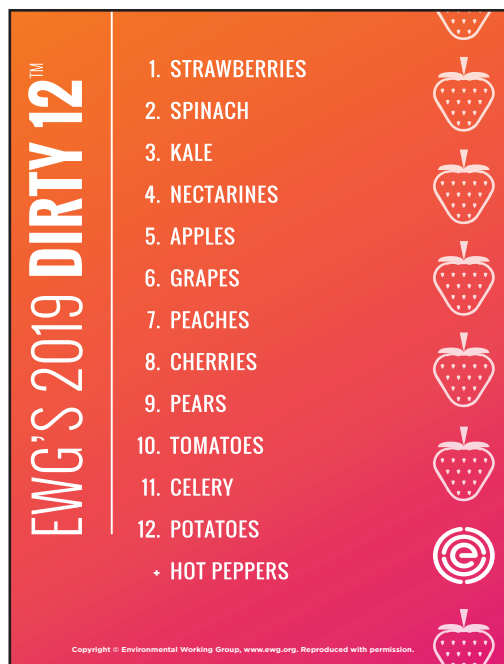 EWG'S 2019 DIRTY 12™
1. STRAWBERRIES
2. SPINACH
3. KALE
4. NECTARINES
5. APPLES
6. GRAPES
7. PEACHES
8. CHERRIES
9. PEARS
10. TOMATOES
11. CELERY
12. POTATOES
+ HOT PEPPERS
e
Copyright © Environmental Working Group, www.ewg.org. Reproduced with permission.